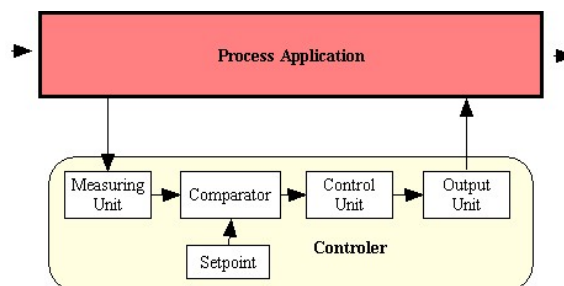 Process Application
Measuring
Unit
Comparator
Control
Unit
Output
Unit
Setpoint
Controler